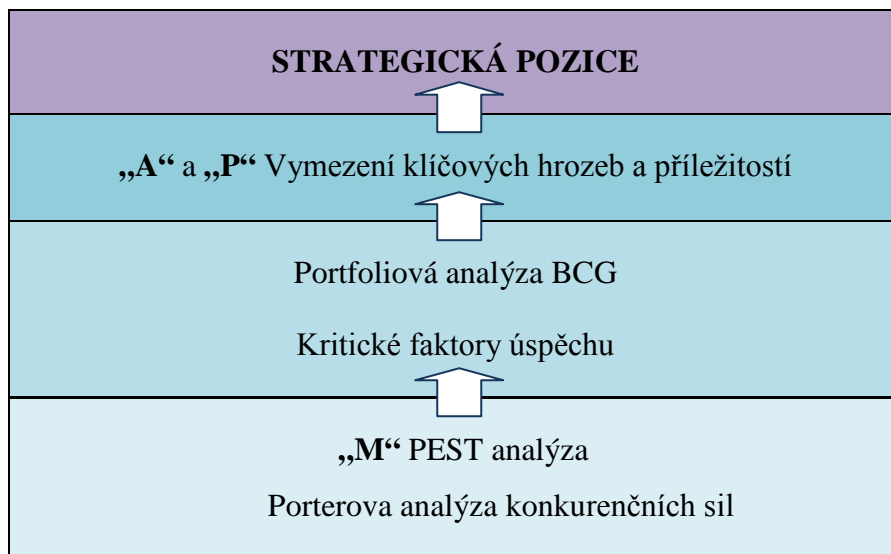 STRATEGICKÁ POZICE
„A“ a „P“ Vymezení klíčových hrozeb a příležitostí
Portfoliová analýza BCG
Kritické faktory úspěchu
„M“ PEST analýza
Porterova analýza konkurenčních sil